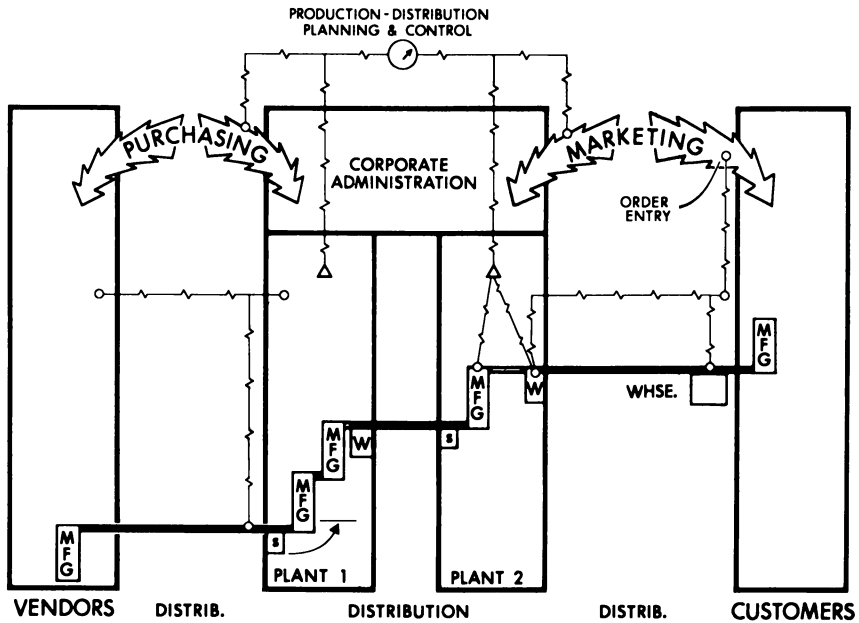 PRODUCTION - DISTRIBUTION
PLANNING & CONTROL
PURCHASING
MARKETING
CORPORATE
ADMINISTRATION
ORDER
ENTRY
MFG
MFG
W
WHSE.
MFG
W
S
MFG
MFG
S
PLANT 1
PLANT 2
VENDORS
DISTRIB.
DISTRIBUTION
DISTRIB.
CUSTOMERS